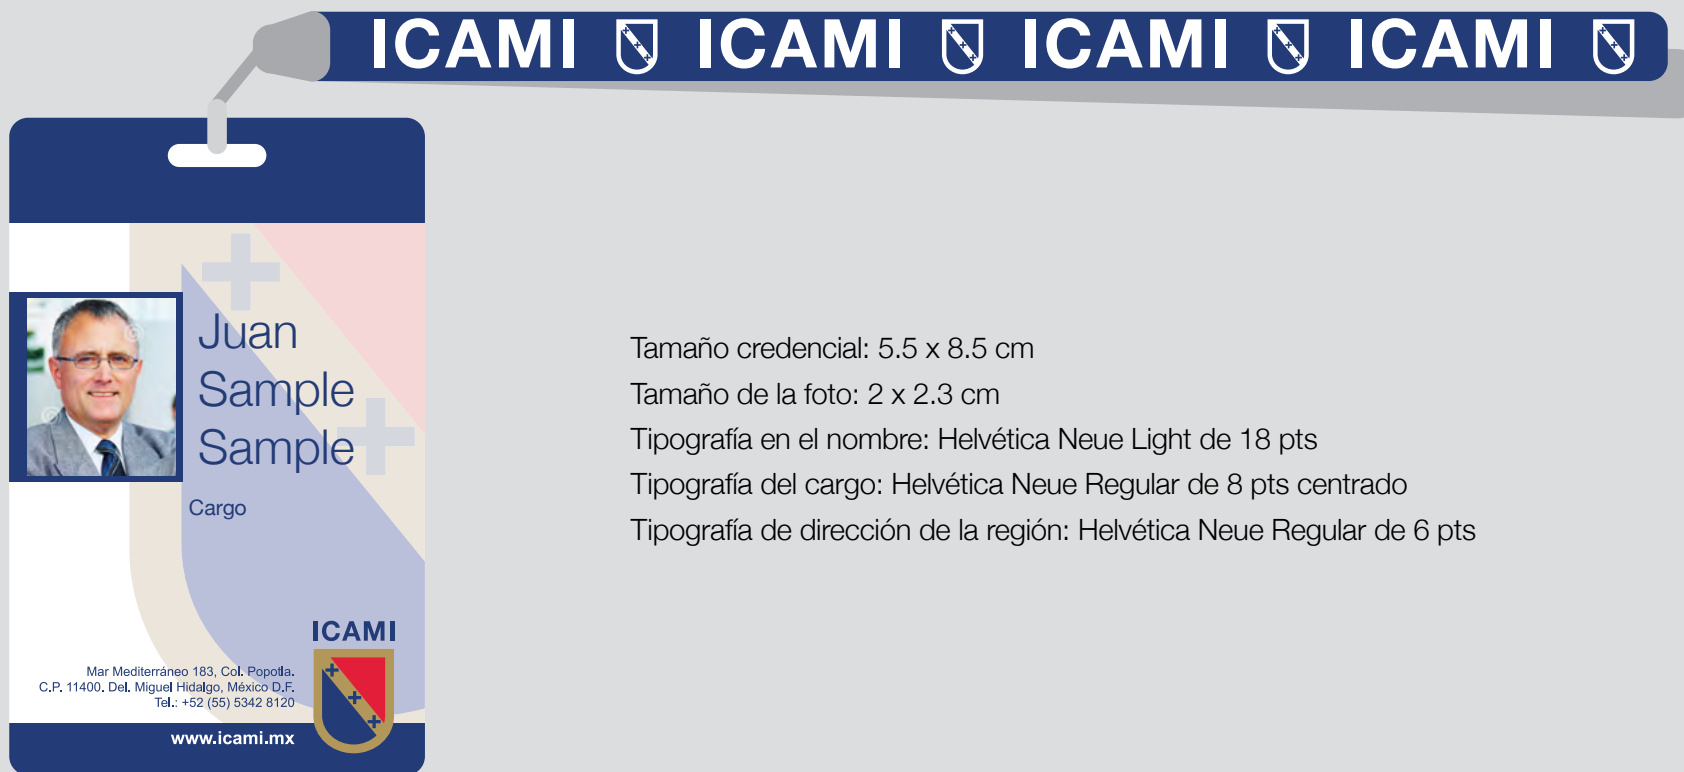 ICAMI ICAMI ICAMI ICAMI
Juan
Sample
Sample
Cargo
ICAMI
Mar Mediterráneo 183, Col. Popotla.
C.P. 11400. Del. Miguel Hidalgo, México D.F.
Tel.: +52 (55) 5342 8120
www.icami.mx
Tamaño credencial: 5.5 x 8.5 cm
Tamaño de la foto: 2 x 2.3 cm
Tipografía en el nombre: Helvética Neue Light de 18 pts
Tipografía del cargo: Helvética Neue Regular de 8 pts centrado
Tipografía de dirección de la región: Helvética Neue Regular de 6 pts